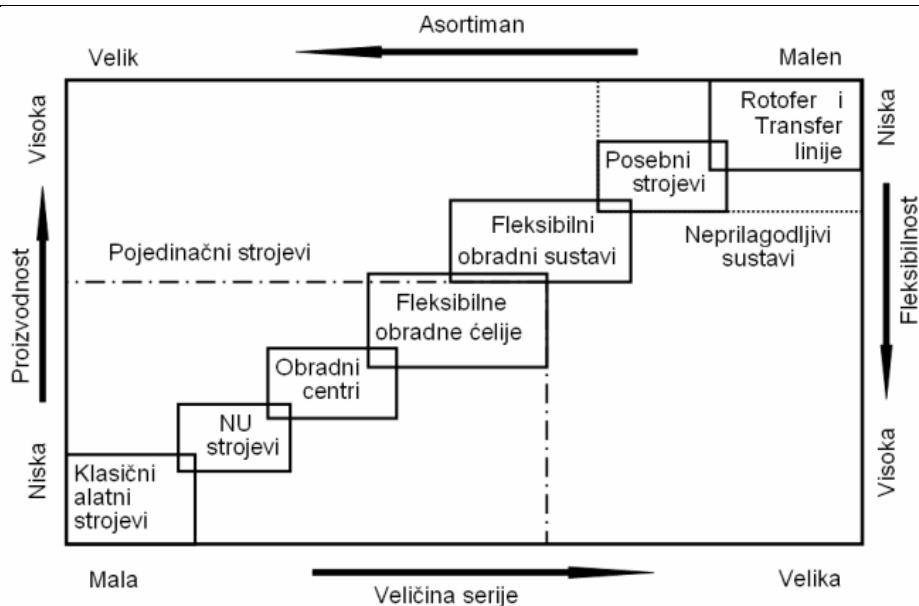 Asortiman
Velik
Malen
Visoka
Niska
Rotofer i
Transfer
linije
Posebni
strojevi
Fleksibilni
obradni sustavi
Neprilagodljivi
sustavi
Pojedinačni strojevi
Proizvodnost
Fleksibilnost
Fleksibilne
obradne ćelije
Obradni
centri
NU
strojevi
Klasični
alatni
strojevi
Niska
Visoka
Mala
Veličina serije
Velika